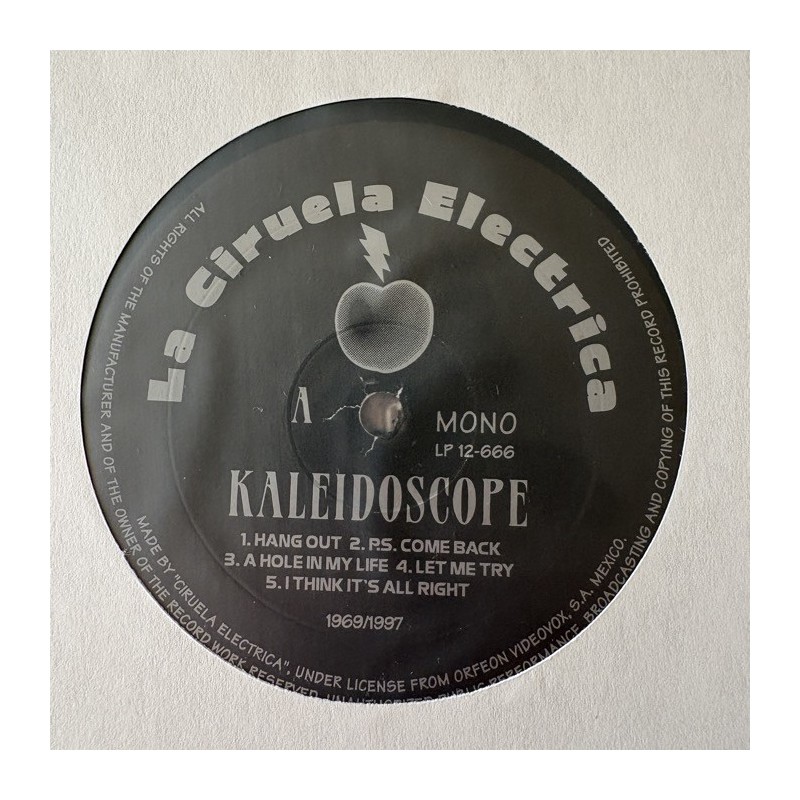 La Ciruela Electrica
A
MONO
LP 12-666
KALEIDOSCOPE
1. HANG OUT 2. P.S. COME BACK
3. A HOLE IN MY LIFE 4. LET ME TRY
5. I THINK IT'S ALL RIGHT
1969/1997
MADE BY "CIRUELA ELECTRICA", UNDER LICENSE FROM ORFEON VIDEOVOX, S.A. MEXICO.
ALL RIGHTS OF THE MANUFACTURER AND OF THE OWNER OF THE RECORD WORK RESERVED. UNAUTHORIZED PUBLIC PERFORMANCE, BROADCASTING AND COPYING OF THIS RECORD PROHIBITED